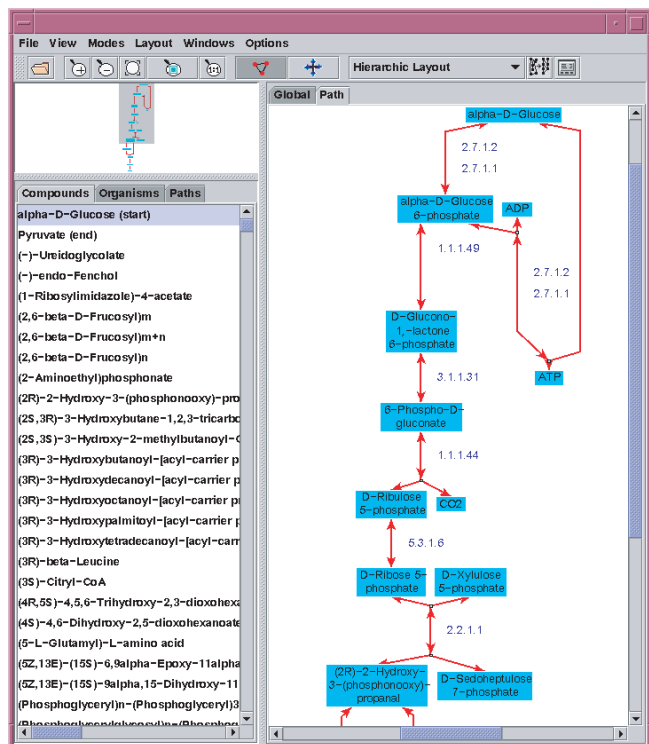 File View Modes Layout Windows Options
1:1
Hierarchic Layout
Compounds Organisms Paths
alpha-D-Glucose (start)
Pyruvate (end)
(-)-Ureidoglycolate
(-)-endo-Fenchol
(1-Ribosylimidazole)-4-acetate
(2,6-beta-D-Frucosyl)m
(2,6-beta-D-Frucosyl)m+n
(2,6-beta-D-Frucosyl)n
(2-Aminoethyl)phosphonate
(2R)-2-Hydroxy-3-(phosphonooxy)-pro
(2S,3R)-3-Hydroxybutane-1,2,3-tricarbo
(2S,3S)-3-Hydroxy-2-methylbutanoyl-C
(3R)-3-Hydroxybutanoyl-[acyl-carrier p
(3R)-3-Hydroxydecanoyl-[acyl-carrier p
(3R)-3-Hydroxyoctanoyl-[acyl-carrier p
(3R)-3-Hydroxypalmitoyl-[acyl-carrier p
(3R)-3-Hydroxytetradecanoyl-[acyl-carr
(3R)-beta-Leucine
(3S)-Citryl-CoA
(4R,5S)-4,5,6-Trihydroxy-2,3-dioxohexa
(4S)-4,6-Dihydroxy-2,5-dioxohexanoate
(5-L-Glutamyl)-L-amino acid
(5Z,13E)-(15S)-6,9alpha-Epoxy-11alpha
(5Z,13E)-(15S)-9alpha,15-Dihydroxy-11
(Phosphoglyceryl)n-(Phosphoglyceryl)3
(Phosphoglycerylglycosyl)n-(Phosphog
Global Path
alpha-D-Glucose
2.7.1.2
2.7.1.1
alpha-D-Glucose
6-phosphate
ADP
1.1.1.49
2.7.1.2
2.7.1.1
D-Glucono-
1,-lactone
6-phosphate
3.1.1.31
ATP
6-Phospho-D-
gluconate
1.1.1.44
D-Ribulose
5-phosphate
CO2
5.3.1.6
D-Ribose 5-
phosphate
D-Xylulose
5-phosphate
2.2.1.1
(2R)-2-Hydroxy-
3-(phosphonooxy)-
propanal
D-Sedoheptulose
7-phosphate